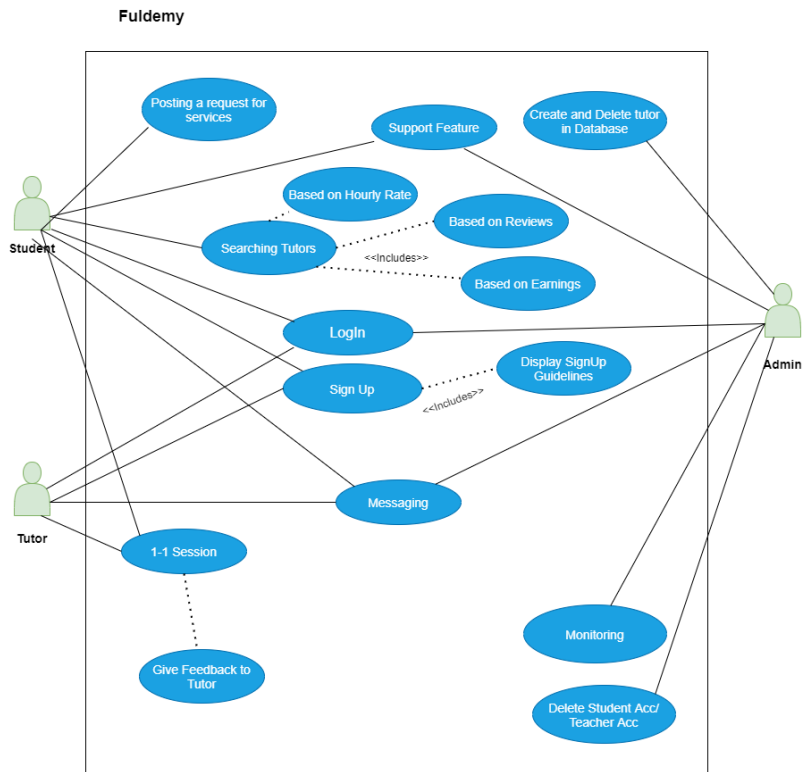 Fuldemy
Posting a request for
services
Support Feature
Create and Delete tutor
in Database
Based on Hourly Rate
Student
Searching Tutors
Based on Reviews
<<Includes>>
Based on Earnings
LogIn
Admin
Sign Up
Display SignUp
Guidelines
<<Includes>>
Messaging
Tutor
1-1 Session
Monitoring
Give Feedback to
Tutor
Delete Student Acc/
Teacher Acc